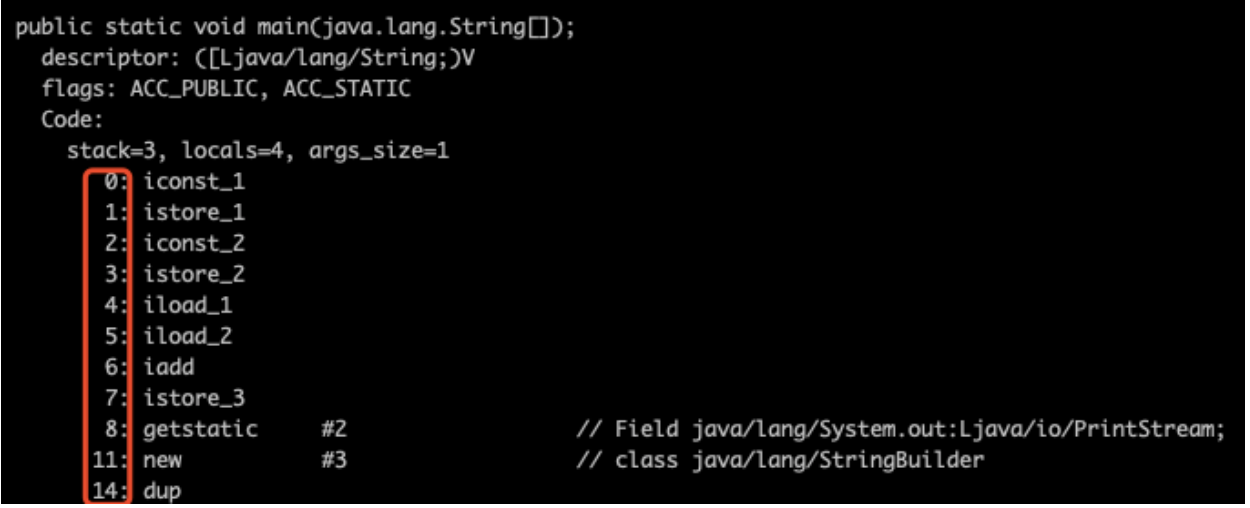 public static void main(java.lang.String[]);
descriptor: ([Ljava/lang/String;)V
flags: ACC_PUBLIC, ACC_STATIC
Code:
stack=3, locals=4, args_size=1
0: iconst_1
1: istore_1
2: iconst_2
3: istore_2
4: iload_1
5: iload_2
6: iadd
7: istore_3
8: getstatic #2 // Field java/lang/System.out:Ljava/io/PrintStream;
11: new #3 // class java/lang/StringBuilder
14: dup